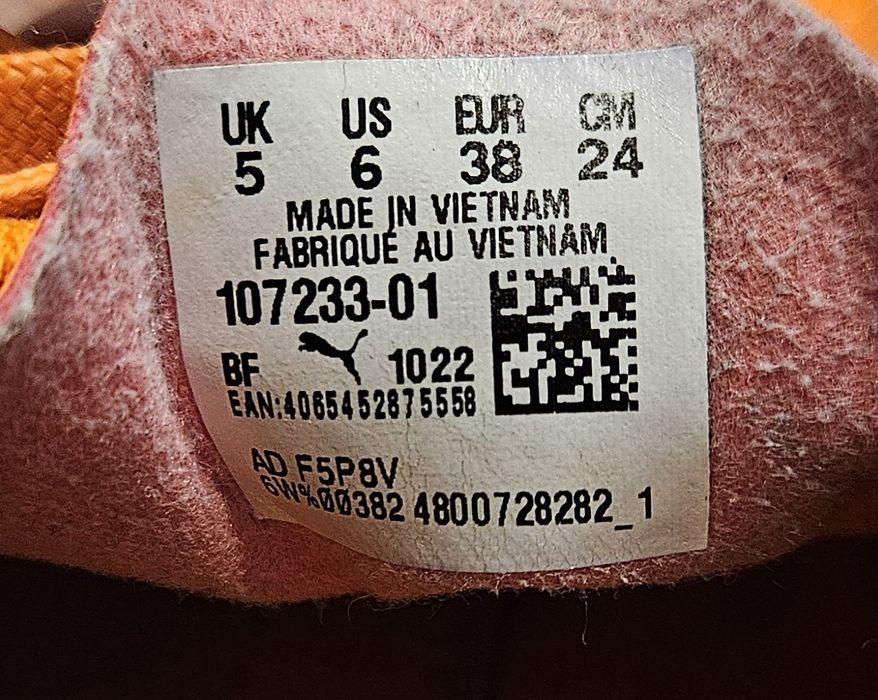 UK US EUR CM
5 6 38 24
MADE IN VIETNAM
FABRIQUE AU VIETNAM
107233-01
BF 1022
EAN:4065452875558
AD F5P8V
6W%00382 4800728282_1